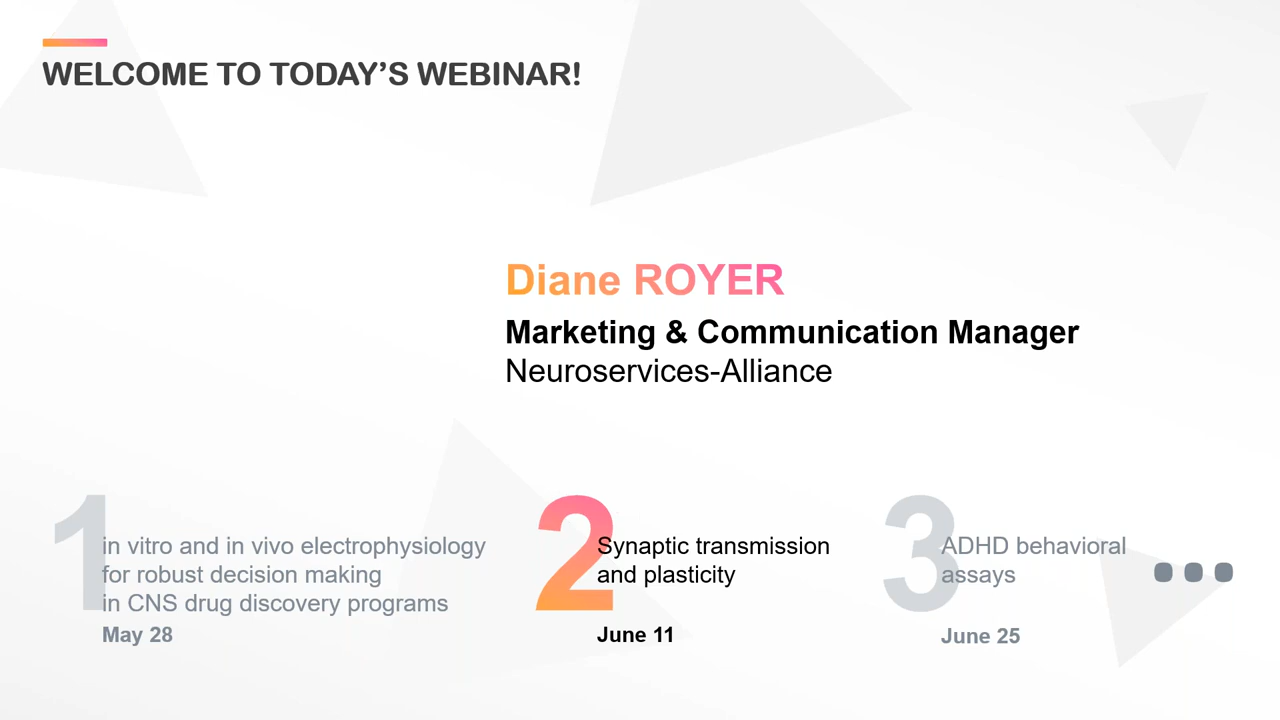 WELCOME TO TODAY’S WEBINAR!
Diane ROYER
Marketing & Communication Manager
Neuroservices-Alliance
1
in vitro and in vivo electrophysiology
for robust decision making
in CNS drug discovery programs
May 28
2
Synaptic transmission
and plasticity
June 11
3
ADHD behavioral
assays
June 25